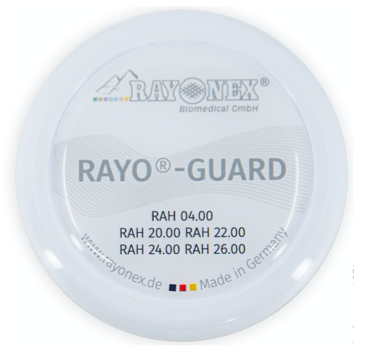 RAYONEX®
Biomedical GmbH
RAYO®-GUARD
RAH 04.00
RAH 20.00 RAH 22.00
RAH 24.00 RAH 26.00
www.rayonex.de Made in Germany